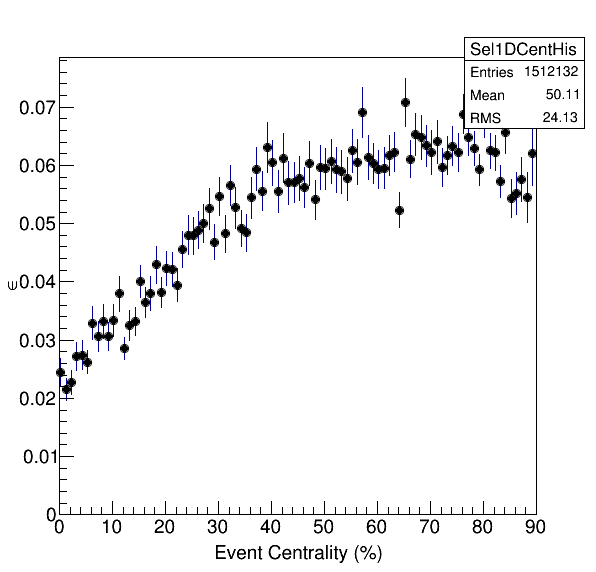 Sel1DCentHis
Entries 1512132
Mean 50.11
RMS 24.13
0.07
0.06
0.05
ϵ
0.04
0.03
0.02
0.01
0
0 10 20 30 40 50 60 70 80 90
Event Centrality (%)